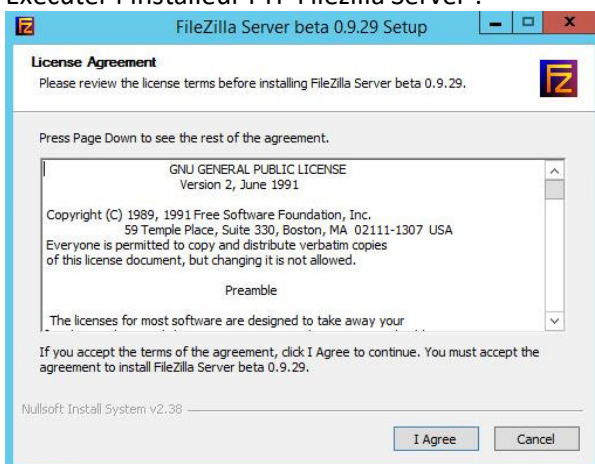 FileZilla Server beta 0.9.29 Setup
License Agreement
Please review the license terms before installing FileZilla Server beta 0.9.29.
Press Page Down to see the rest of the agreement.
GNU GENERAL PUBLIC LICENSE
Version 2, June 1991
Copyright (C) 1989, 1991 Free Software Foundation, Inc.
59 Temple Place, Suite 330, Boston, MA 02111-1307 USA
Everyone is permitted to copy and distribute verbatim copies
of this license document, but changing it is not allowed.
Preamble
The licenses for most software are designed to take away your
If you accept the terms of the agreement, click I Agree to continue. You must accept the
agreement to install FileZilla Server beta 0.9.29.
Nullsoft Install System v2.38
I Agree Cancel